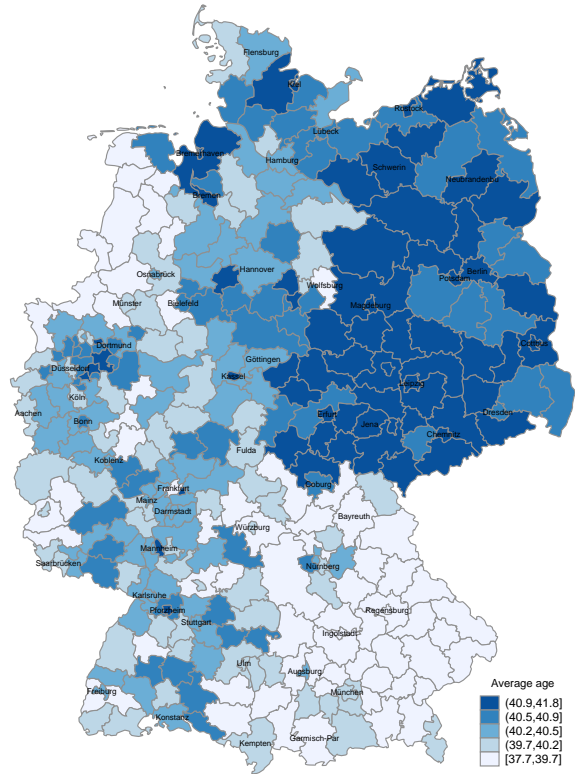 Flensburg
Kiel
Rostock
Lübeck
Bremerhaven
Hamburg
Schwerin
Neubrandenbu
Bremen
Osnabrück
Hannover
Berlin
Potsdam
Wolfsburg
Münster
Bielefeld
Magdeburg
Dortmund
Cottbus
Göttingen
Düsseldorf
Kassel
Leipzig
Köln
Aachen
Erfurt
Dresden
Bonn
Jena
Chemnitz
Fulda
Koblenz
Frankfurt
Coburg
Mainz
Darmstadt
Bayreuth
Würzburg
Mannheim
Saarbrücken
Nürnberg
Karlsruhe
Pforzheim
Regensburg
Stuttgart
Ingolstadt
Ulm
Augsburg
Freiburg
München
Konstanz
Garmisch-Par
Kempten
Average age
(40.9,41.8]
(40.5,40.9]
(40.2,40.5]
(39.7,40.2]
[37.7,39.7]